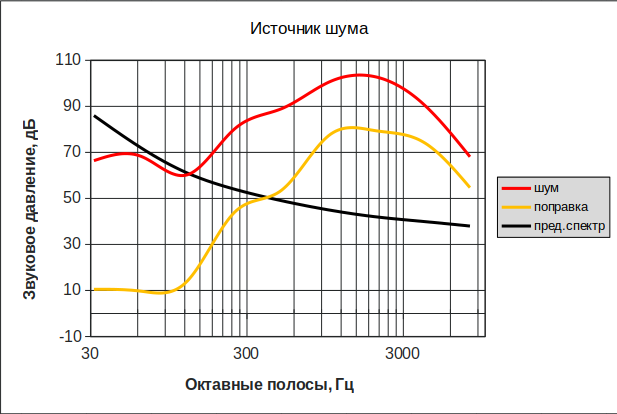 Источник шума
Звуковое давление, дБ
110
90
70
50
30
10
-10
30 300 3000
Октавные полосы, Гц
шум
поправка
пред.спектр